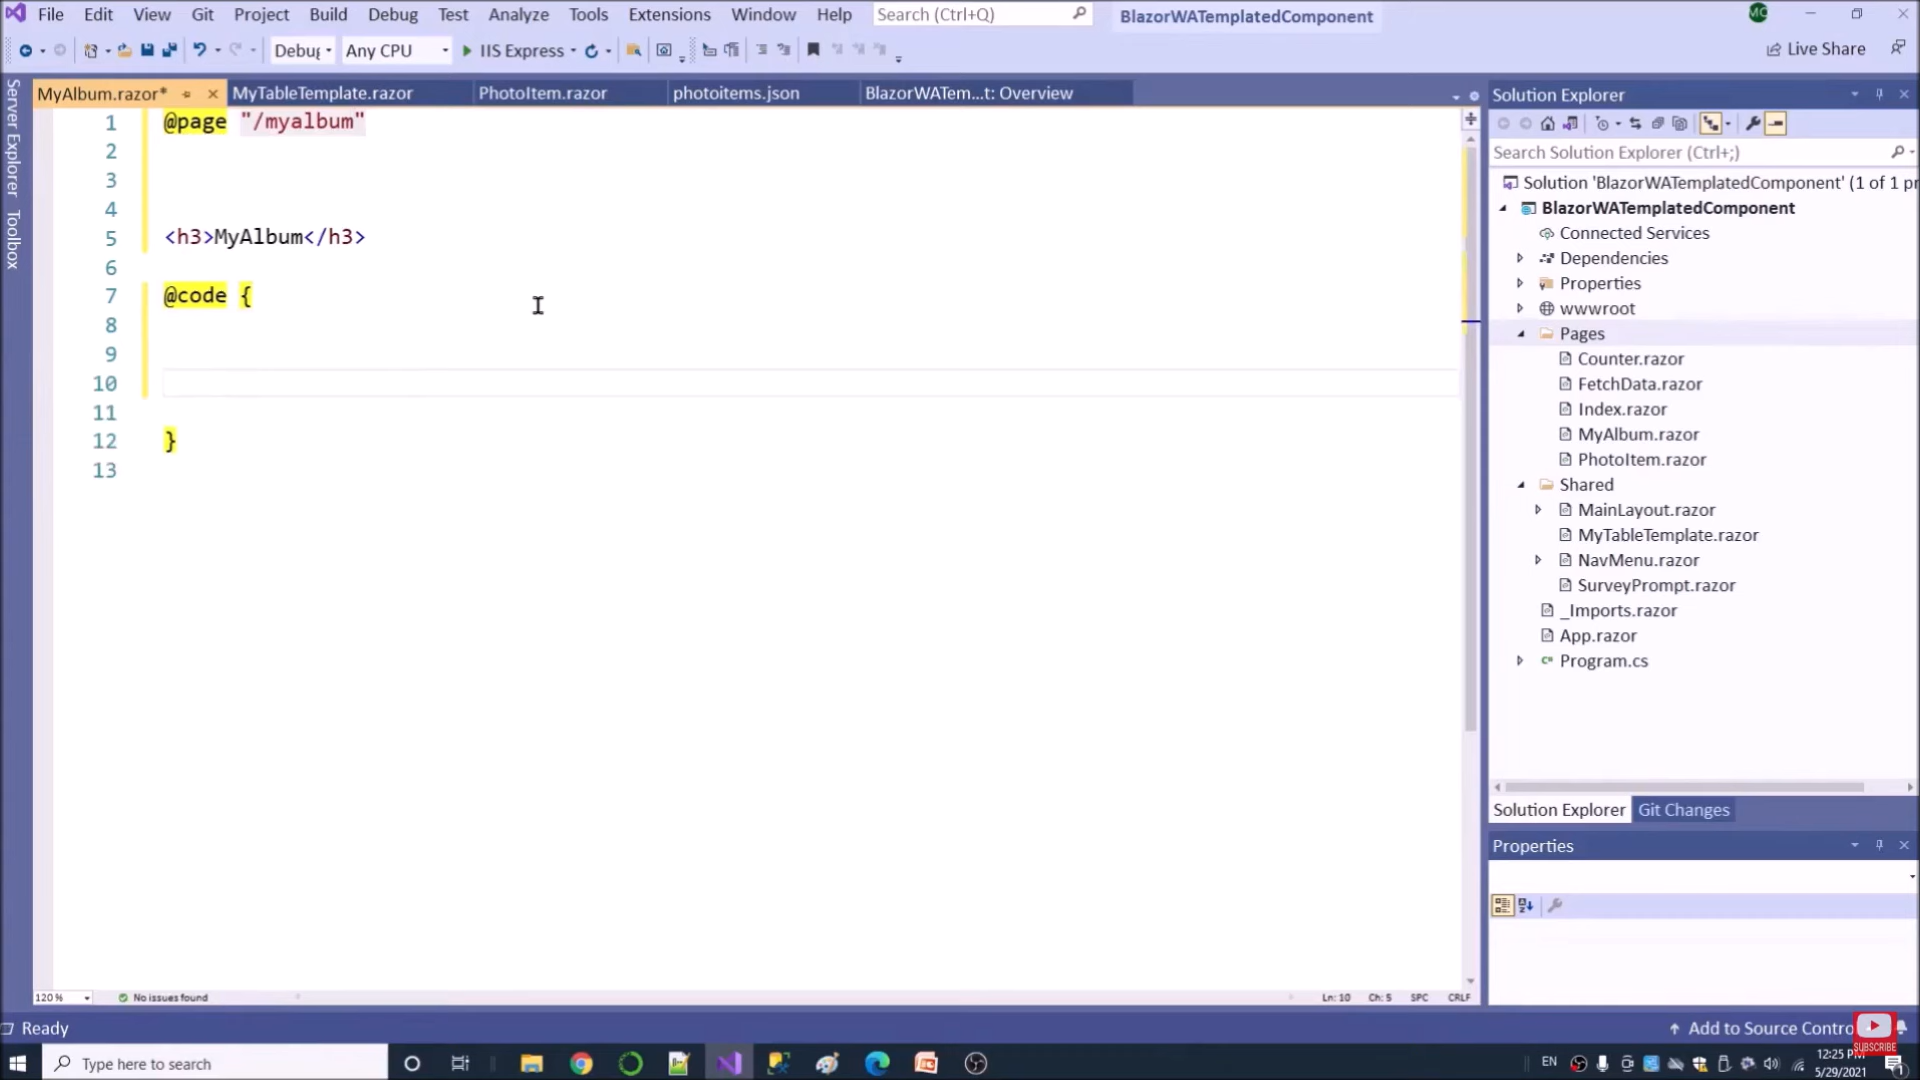 File Edit View Git Project Build Debug Test Analyze Tools Extensions Window Help Search (Ctrl+Q) BlazorWATemplatedComponent MC
Debug Any CPU IIS Express Live Share
Server Explorer
Toolbox
MyAlbum.razor* MyTableTemplate.razor PhotoItem.razor photoitems.json BlazorWATem...t: Overview
1 @page "/myalbum"
2
3
4
5 <h3>MyAlbum</h3>
6
7 @code {
8
9
10
11
12 }
13
120 % No issues found Ln: 10 Ch: 5 SPC CRLF
Solution Explorer
Search Solution Explorer (Ctrl+;)
Solution 'BlazorWATemplatedComponent' (1 of 1 pr
BlazorWATemplatedComponent
Connected Services
Dependencies
Properties
wwwroot
Pages
Counter.razor
FetchData.razor
Index.razor
MyAlbum.razor
PhotoItem.razor
Shared
MainLayout.razor
MyTableTemplate.razor
NavMenu.razor
SurveyPrompt.razor
_Imports.razor
App.razor
C# Program.cs
Solution Explorer Git Changes
Properties
Ready Add to Source Contro
SUBSCRIBE
Type here to search EN 12:25 PM
5/29/2021